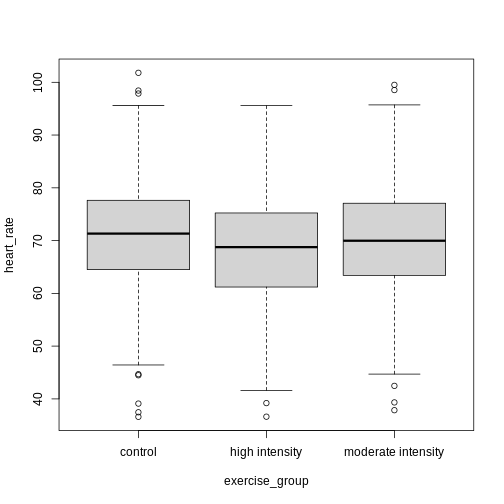 100
90
80
70
60
50
40
heart_rate
control high intensity moderate intensity
exercise_group